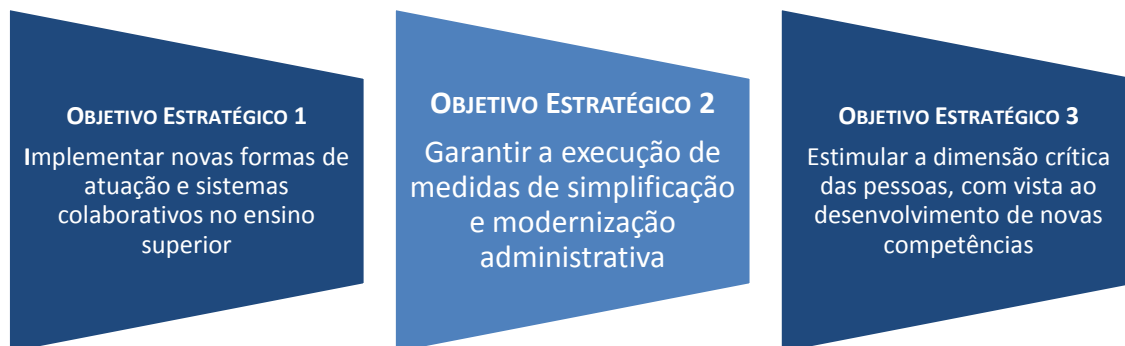 OBJETIVO ESTRATÉGICO 1
Implementar novas formas de
atuação e sistemas
colaborativos no ensino
superior
OBJETIVO ESTRATÉGICO 2
Garantir a execução de
medidas de simplificação
e modernização
administrativa
OBJETIVO ESTRATÉGICO 3
Estimular a dimensão crítica
das pessoas, com vista ao
desenvolvimento de novas
competências